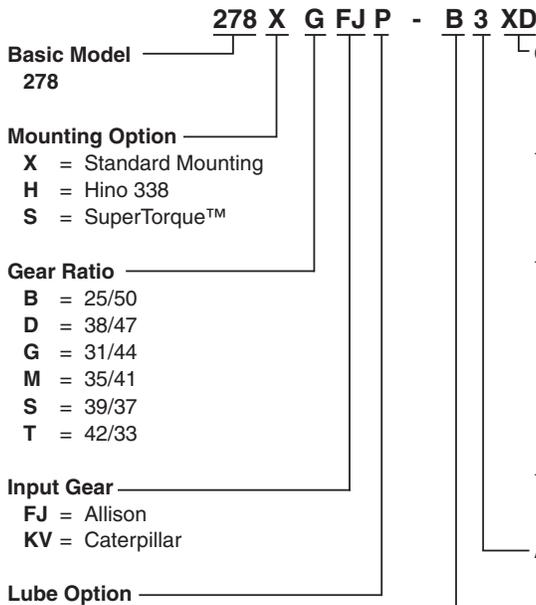 278 X G FJ P - B 3 XD
Basic Model
278
Mounting Option
X = Standard Mounting
H = Hino 338
S = SuperTorque™
Gear Ratio
B = 25/50
D = 38/47
G = 31/44
M = 35/41
S = 39/37
T = 42/33
Input Gear
FJ = Allison
KV = Caterpillar
Lube Option